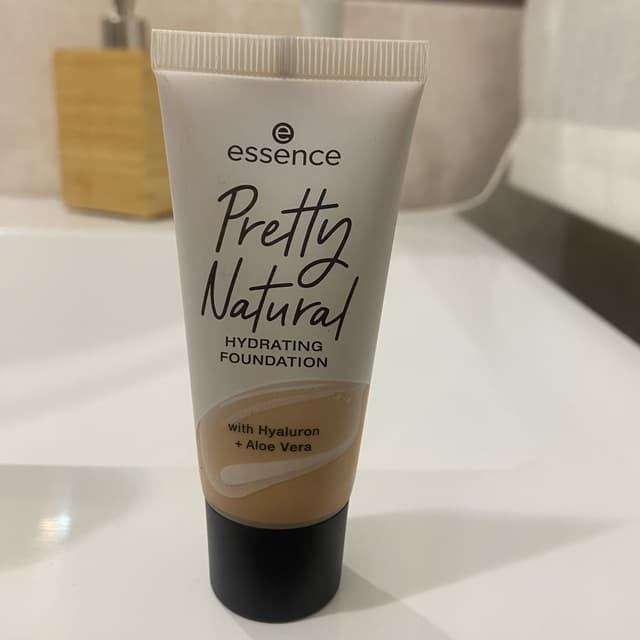 e
essence
Pretty
Natural
HYDRATING
FOUNDATION
with Hyaluron
+ Aloe Vera